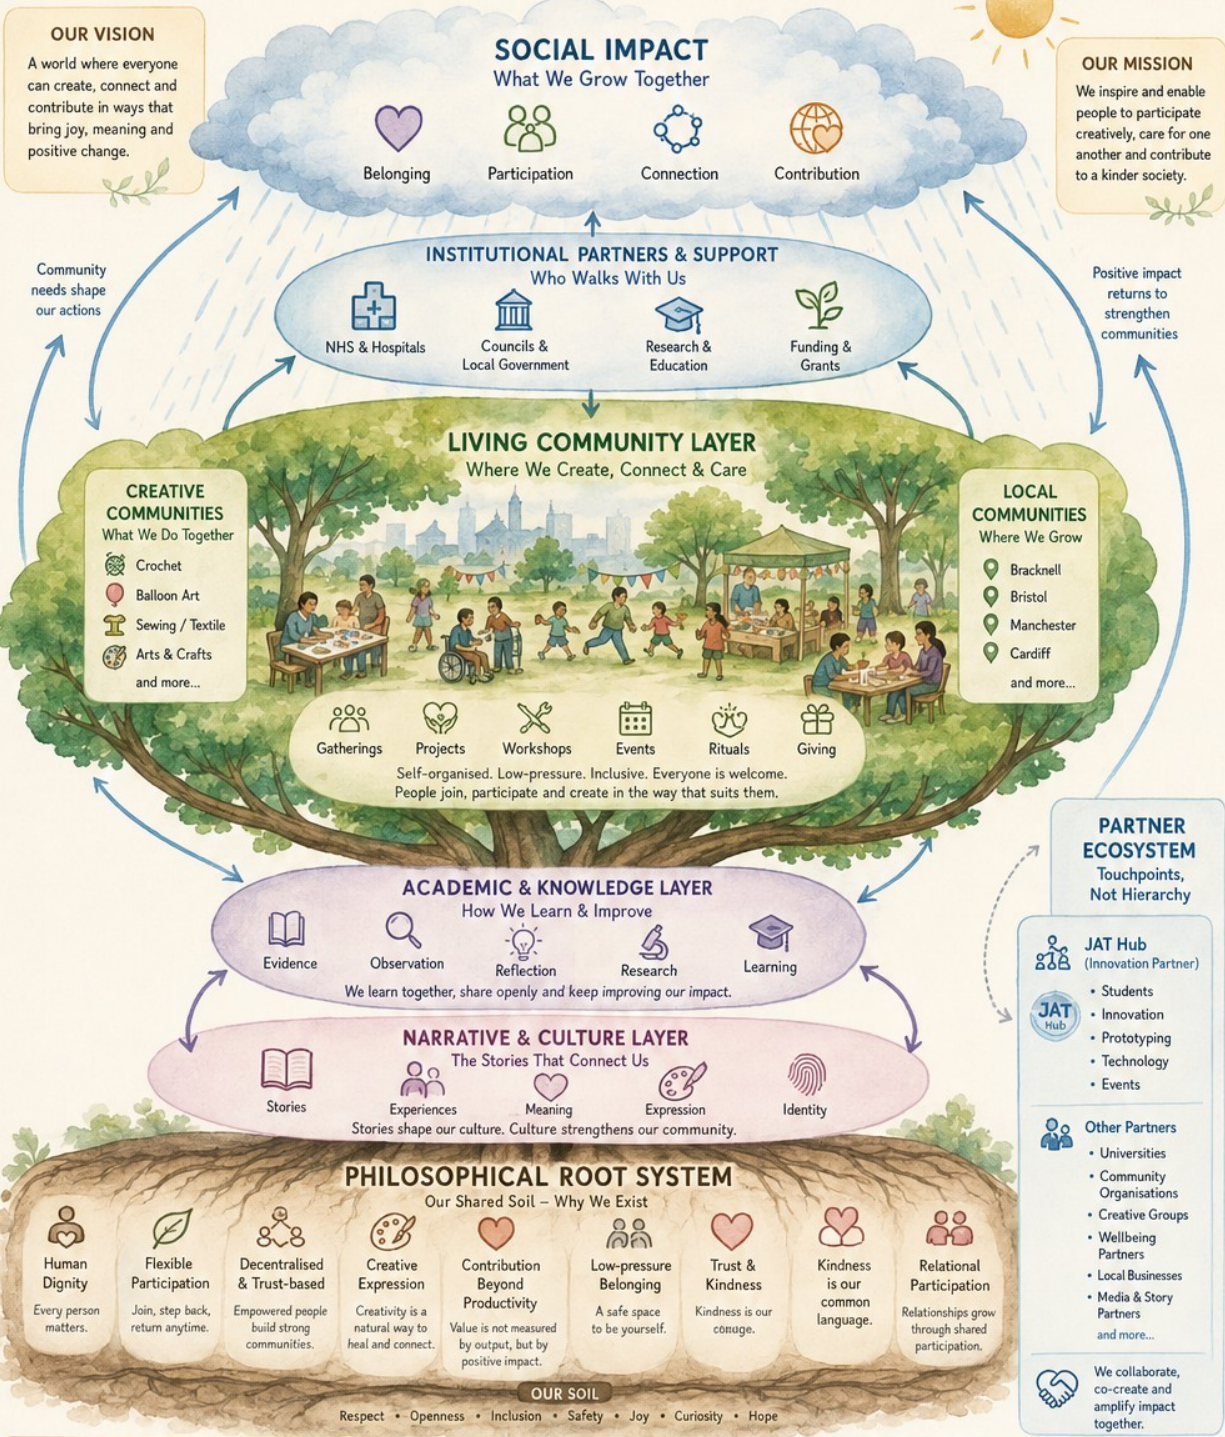 OUR VISION
A world where everyone
can create, connect and
contribute in ways that
bring joy, meaning and
positive change.
SOCIAL IMPACT
What We Grow Together
Belonging
Participation
Connection
Contribution
OUR MISSION
We inspire and enable
people to participate
creatively, care for one
another and contribute
to a kinder society.
Community
needs shape
our actions
INSTITUTIONAL PARTNERS & SUPPORT
Who Walks With Us
NHS & Hospitals
Councils &
Local Government
Research &
Education
Funding &
Grants
Positive impact
returns to
strengthen
communities
LIVING COMMUNITY LAYER
Where We Create, Connect & Care
CREATIVE
COMMUNITIES
What We Do Together
Crochet
Balloon Art
Sewing / Textile
Arts & Crafts
and more...
LOCAL
COMMUNITIES
Where We Grow
Bracknell
Bristol
Manchester
Cardiff
and more...
Gatherings
Projects
Workshops
Events
Rituals
Giving
Self-organised. Low-pressure. Inclusive. Everyone is welcome.
People join, participate and create in the way that suits them.
ACADEMIC & KNOWLEDGE LAYER
How We Learn & Improve
Evidence
Observation
Reflection
Research
Learning
We learn together, share openly and keep improving our impact.
NARRATIVE & CULTURE LAYER
The Stories That Connect Us
Stories
Experiences
Meaning
Expression
Identity
Stories shape our culture. Culture strengthens our community.
PHILOSOPHICAL ROOT SYSTEM
Our Shared Soil – Why We Exist
Human
Dignity
Every person
matters.
Flexible
Participation
Join, step back,
return anytime.
Decentralised
& Trust-based
Empowered people
build strong
communities.
Creative
Expression
Creativity is a
natural way to
heal and connect.
Contribution
Beyond
Productivity
Value is not measured
by output, but by
positive impact.
Low-pressure
Belonging
A safe space
to be yourself.
Trust &
Kindness
Kindness is our
Kindness
is our
common
language.
Relational
Participation
Relationships grow
through shared
participation.
OUR SOIL
Respect • Openness • Inclusion • Safety • Joy • Curiosity • Hope
PARTNER
ECOSYSTEM
Touchpoints,
Not Hierarchy
JAT Hub
(Innovation Partner)
JAT
Hub
• Students
• Innovation
• Prototyping
• Technology
• Events
Other Partners
• Universities
• Community
Organisations
• Creative Groups
• Wellbeing
Partners
• Local Businesses
• Media & Story
Partners
and more...
We collaborate,
co-create and
amplify impact
together.